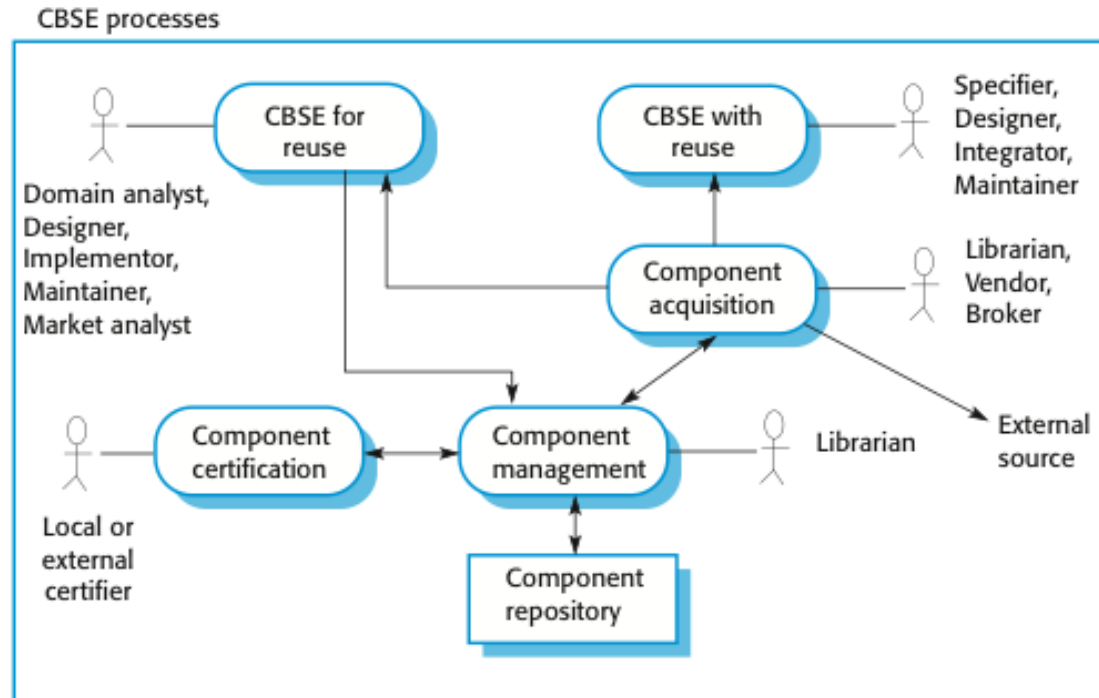 CBSE processes
CBSE for
reuse
CBSE with
reuse
Specifier,
Designer,
Integrator,
Maintainer
Domain analyst,
Designer,
Implementor,
Maintainer,
Market analyst
Component
acquisition
Librarian,
Vendor,
Broker
Component
certification
Component
management
Librarian
External
source
Local or
external
certifier
Component
repository